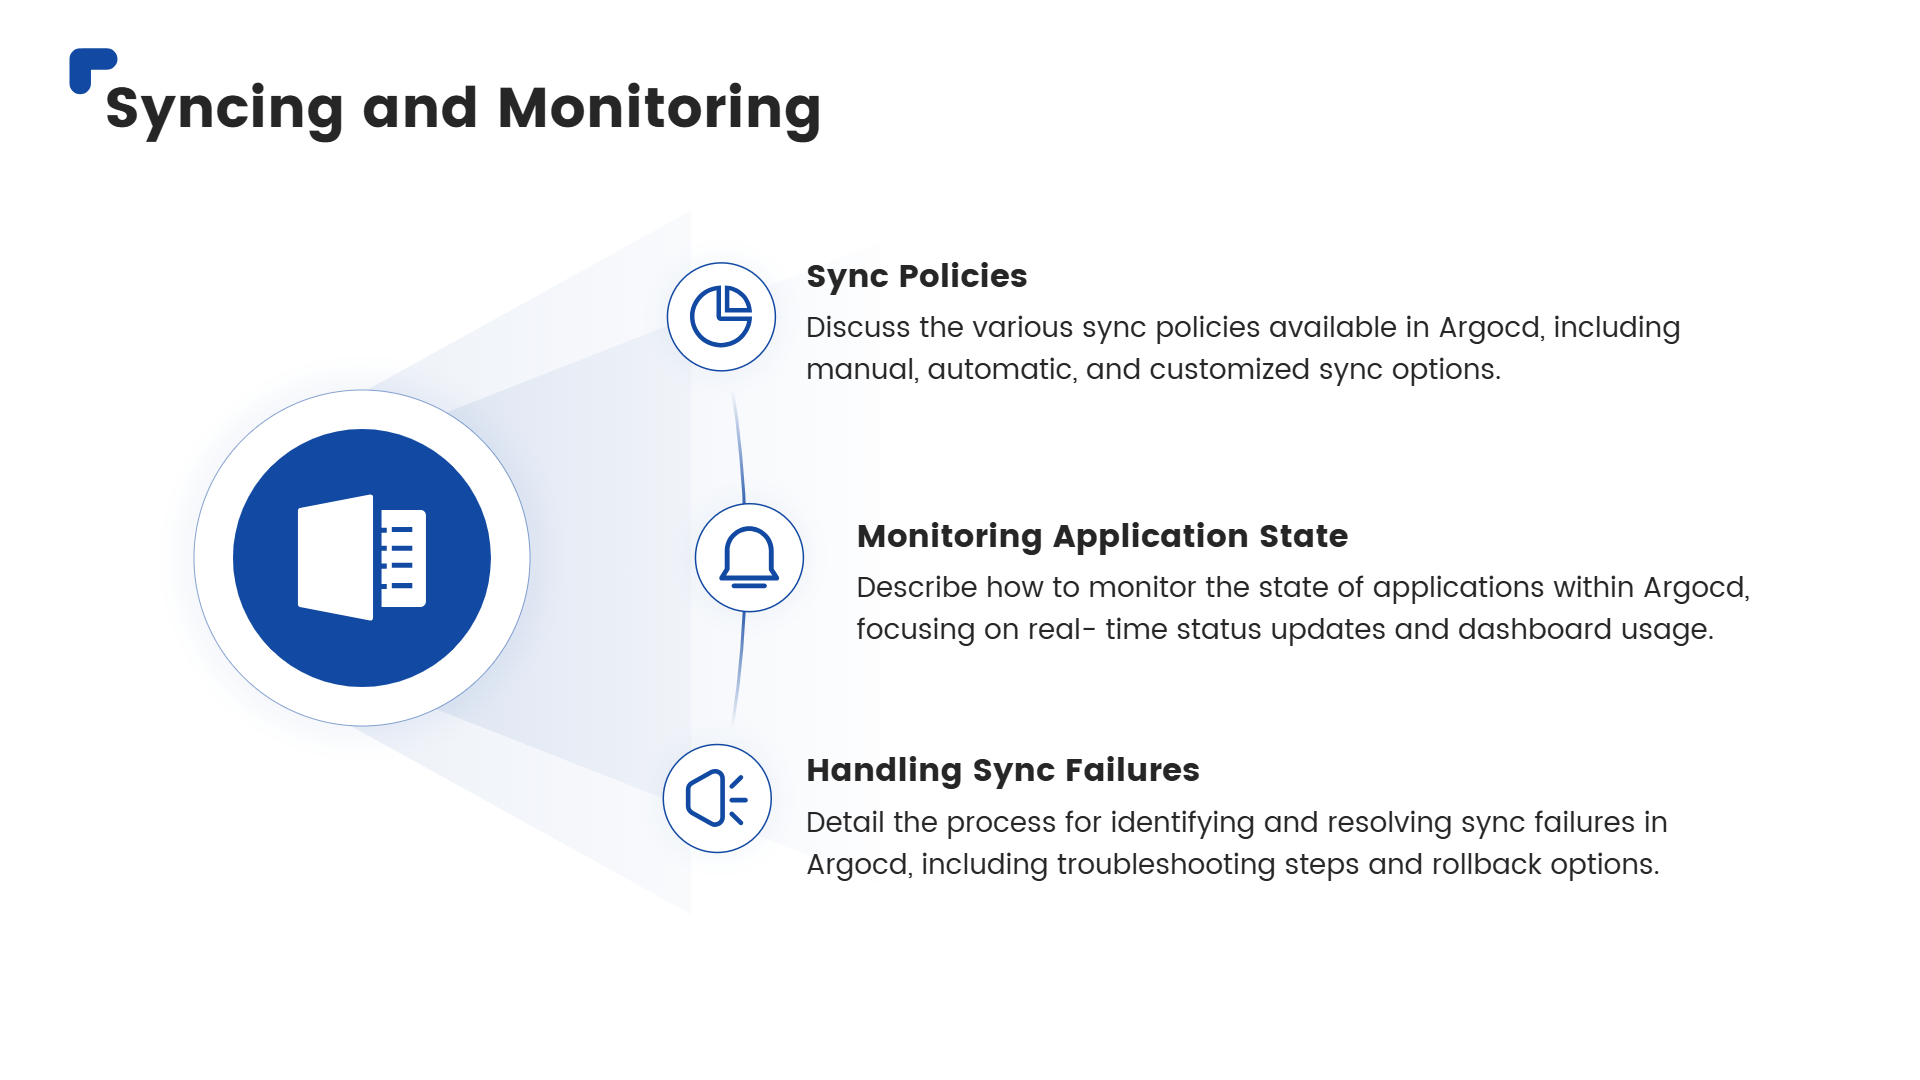 Syncing and Monitoring
Sync Policies
Discuss the various sync policies available in Argocd, including
manual, automatic, and customized sync options.
Monitoring Application State
Describe how to monitor the state of applications within Argocd,
focusing on real- time status updates and dashboard usage.
Handling Sync Failures
Detail the process for identifying and resolving sync failures in
Argocd, including troubleshooting steps and rollback options.